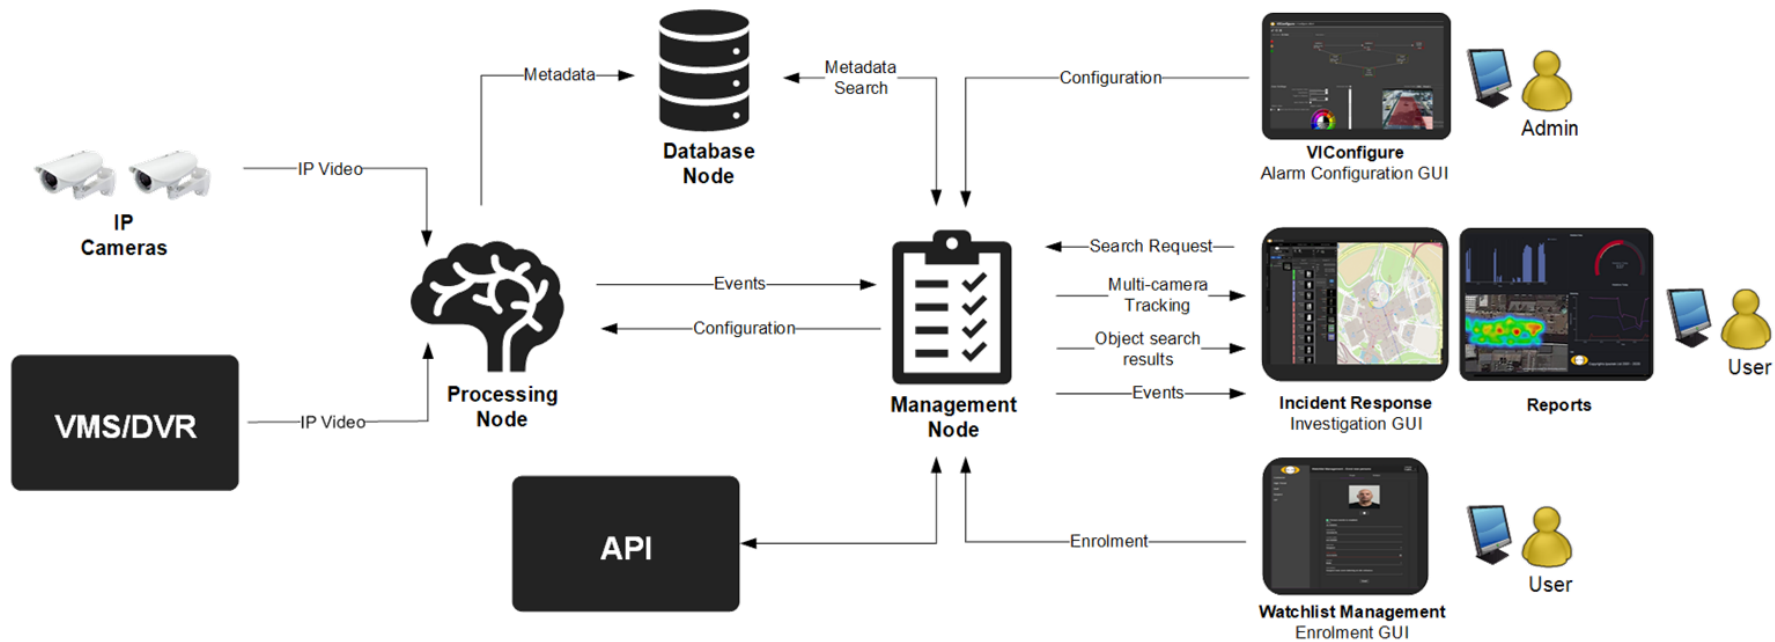 Metadata
Metadata
Search
Configuration
Database
Node
Admin
VIConfigure
Alarm Configuration GUI
IP Video
IP
Cameras
Search Request
Events
Multi-camera
Tracking
Configuration
Object search
results
Events
Processing
Node
Management
Node
Incident Response
Investigation GUI
Reports
User
VMS/DVR
IP Video
API
Enrolment
User
Watchlist Management
Enrolment GUI